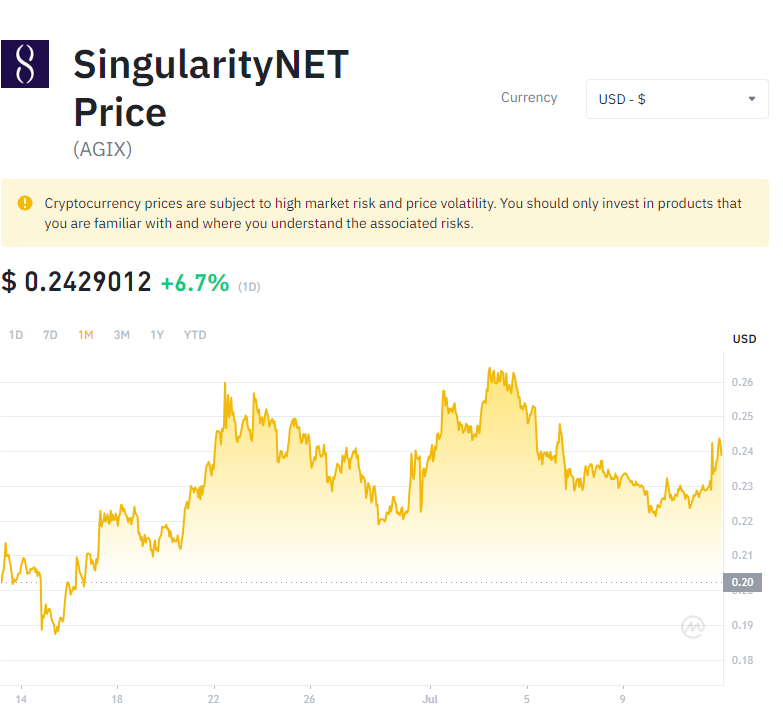 SingularityNET
Price
(AGIX)
Currency
USD - $
Cryptocurrency prices are subject to high market risk and price volatility. You should only invest in products that
you are familiar with and where you understand the associated risks.
$ 0.2429012 +6.7% (1D)
1D 7D 1M 3M 1Y YTD
USD
0.26
0.25
0.24
0.23
0.22
0.21
0.20
0.20
0.19
0.18
14 18 22 26 Jul 5 9